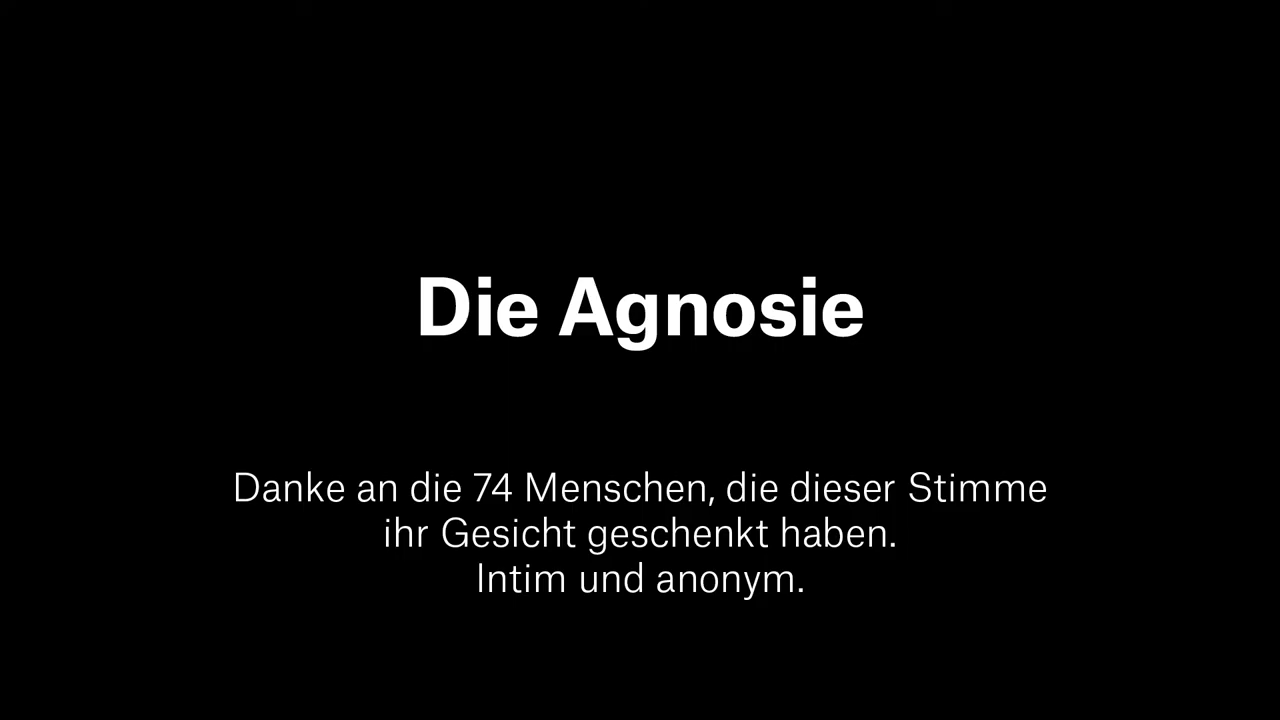 Die Agnosie
Danke an die 74 Menschen, die dieser Stimme
ihr Gesicht geschenkt haben.
Intim und anonym.